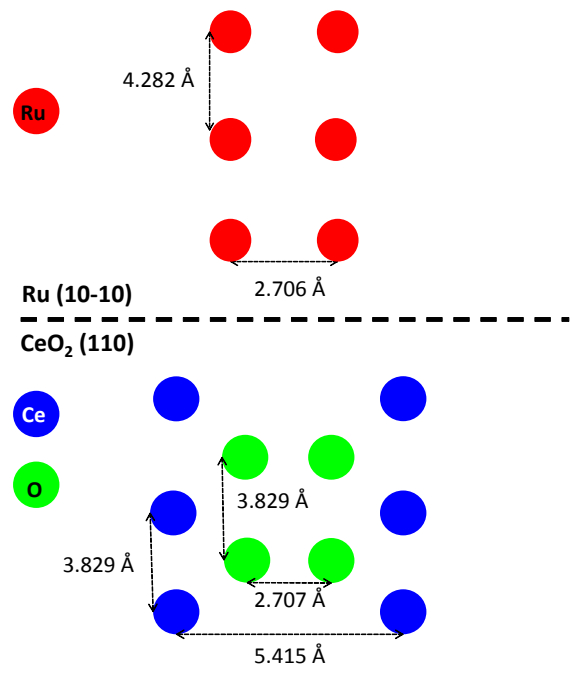 4.282 Å
Ru
2.706 Å
Ru (10-10)
CeO₂ (110)
Ce
O
3.829 Å
3.829 Å
2.707 Å
5.415 Å